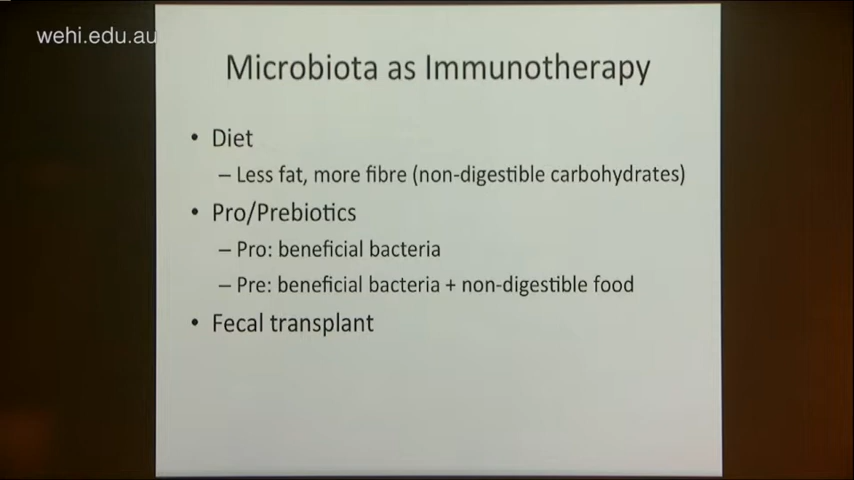 wehi.edu.au
Microbiota as Immunotherapy
• Diet
– Less fat, more fibre (non-digestible carbohydrates)
• Pro/Prebiotics
– Pro: beneficial bacteria
– Pre: beneficial bacteria + non-digestible food
• Fecal transplant